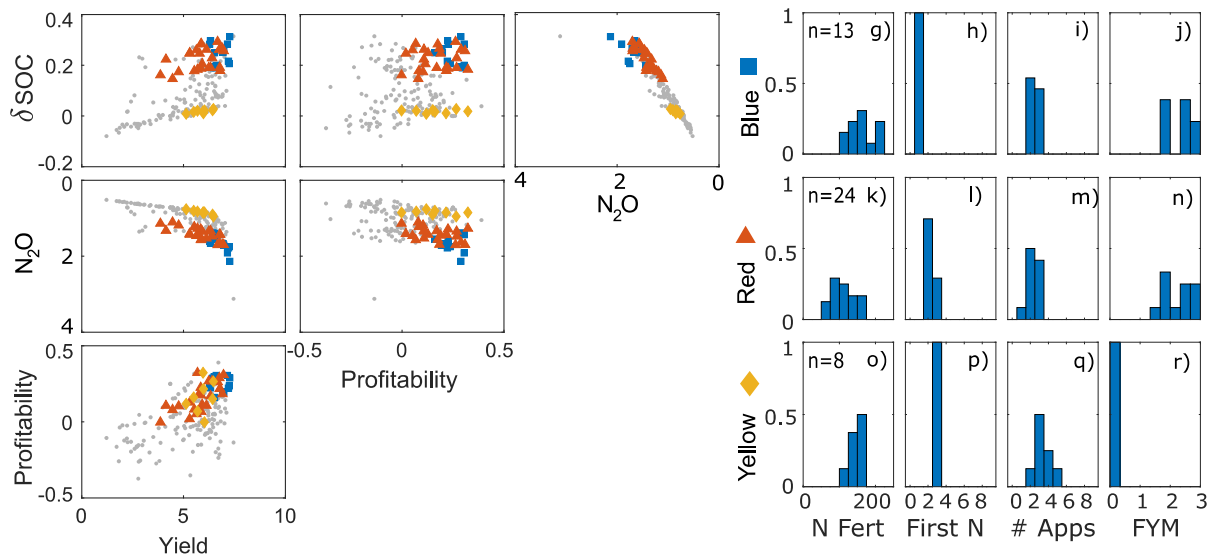 0.4
0.2
0
-0.2
δ SOC
4
2
0
N₂O
0
1
2
4
N₂O
-0.5
0
0.5
Profitability
0.5
0
-0.5
Profitability
0
5
10
Yield
1
0.5
0
Blue
n=13 g)
h)
i)
j)
1
0.5
0
Red
n=24 k)
l)
m)
n)
1
0.5
0
Yellow
n=8 o)
p)
q)
r)
0 200
0 2 4 6 8
0 2 4 6 8
0 1 2 3
N Fert
First N
# Apps
FYM